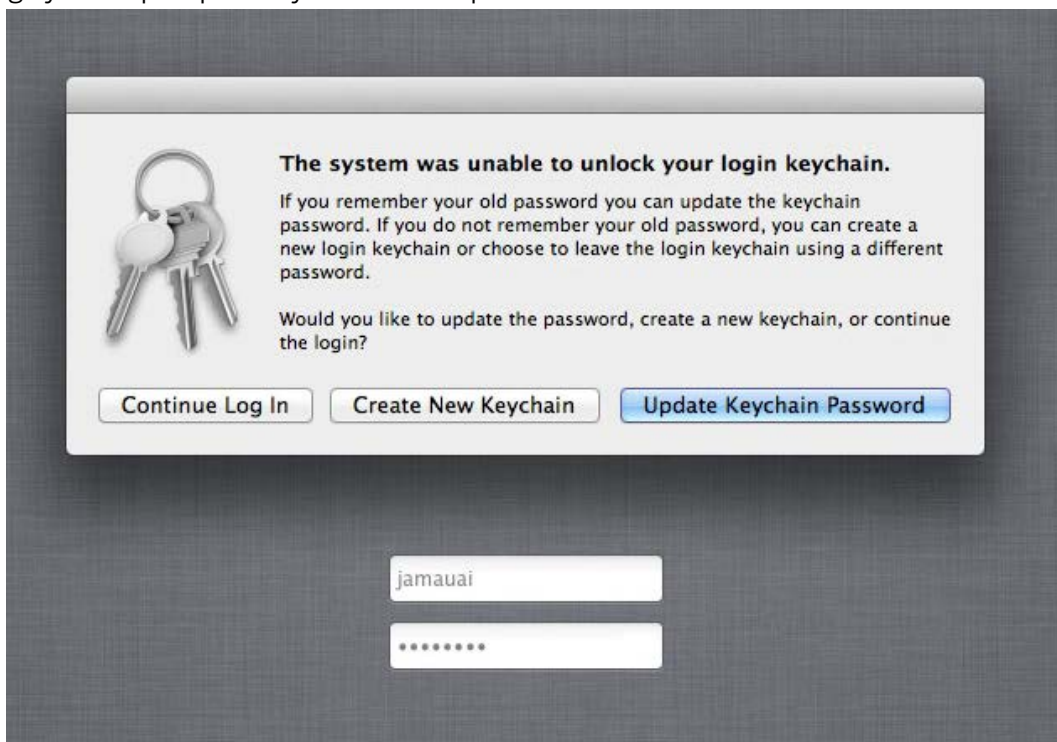 The system was unable to unlock your login keychain.
If you remember your old password you can update the keychain
password. If you do not remember your old password, you can create a
new login keychain or choose to leave the login keychain using a different
password.
Would you like to update the password, create a new keychain, or continue
the login?
Continue Log In Create New Keychain Update Keychain Password
jamauai
••••••••